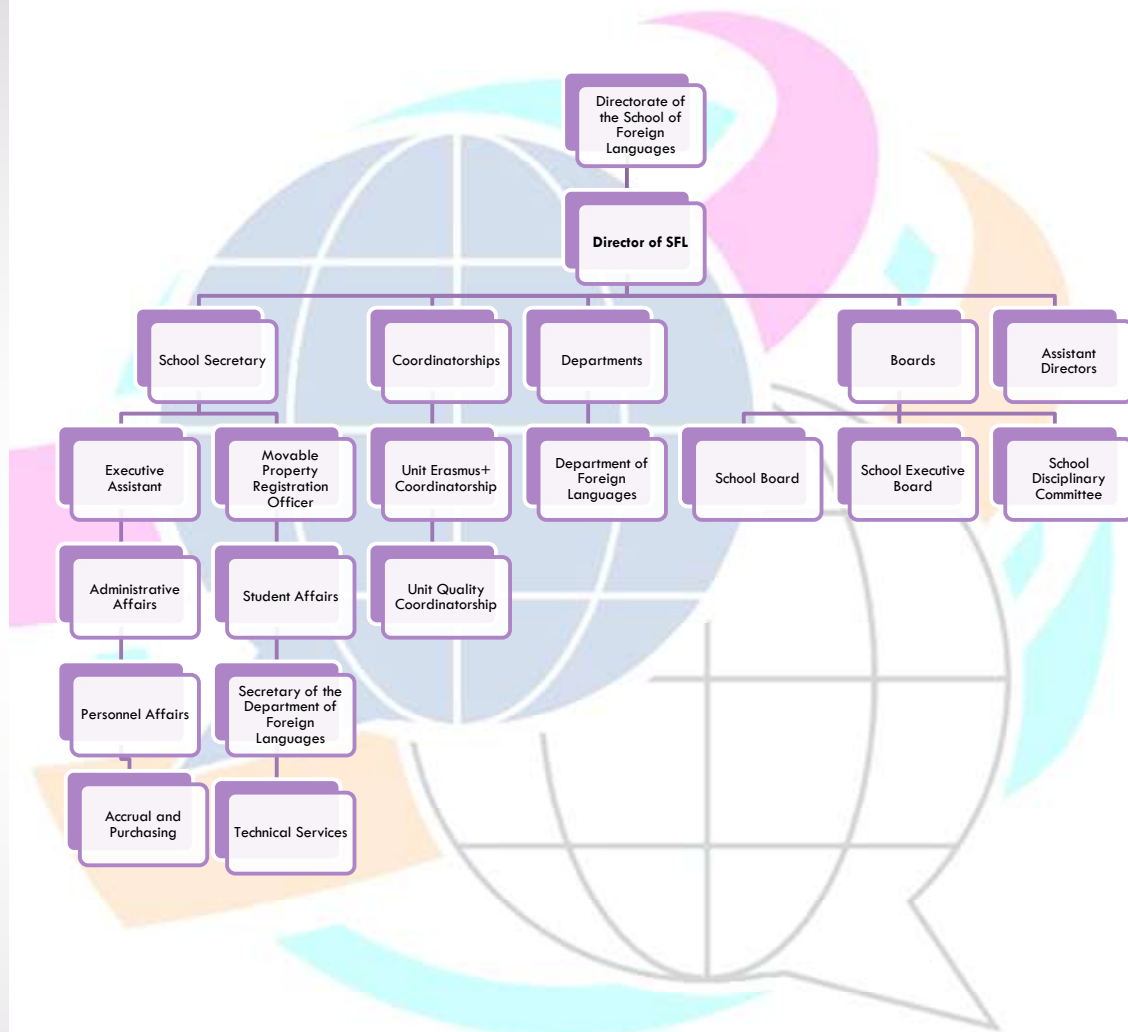 Directorate of
the School of
Foreign
Languages
Director of SFL
School Secretary
Coordinatorships
Departments
Boards
Assistant
Directors
Executive
Assistant
Movable
Property
Registration
Officer
Unit Erasmus+
Coordinatorship
Department of
Foreign
Languages
School Board
School Executive
Board
School
Disciplinary
Committee
Administrative
Affairs
Student Affairs
Unit Quality
Coordinatorship
Personnel Affairs
Secretary of the
Department of
Foreign
Languages
Accrual and
Purchasing
Technical Services